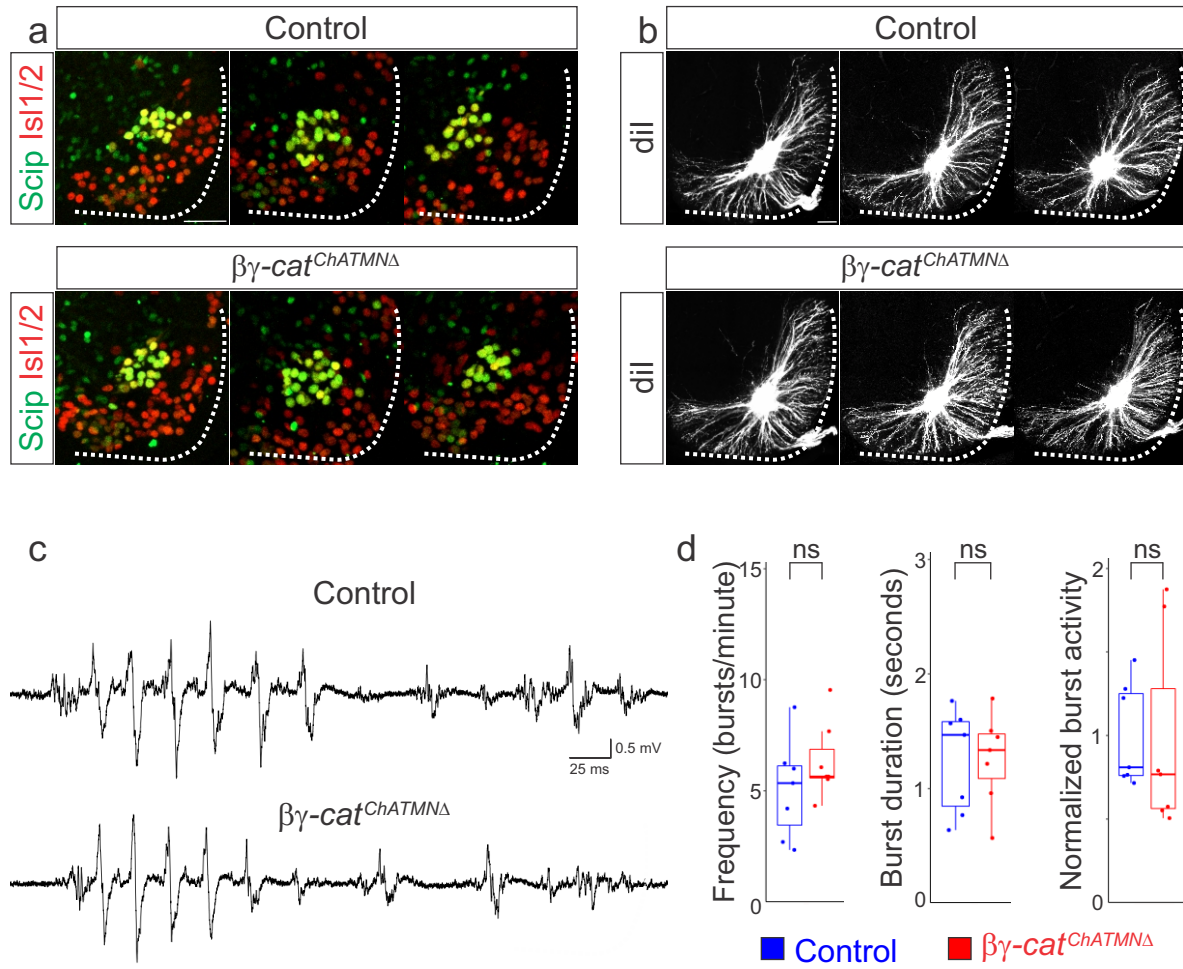 a
Control
Scip Isl1/2
βγ-cat^ChATMNΔ
Scip Isl1/2
b
Control
diI
βγ-cat^ChATMNΔ
diI
c
Control
0.5 mV
25 ms
βγ-cat^ChATMNΔ
d
ns
Frequency (bursts/minute)
15
10
5
0
ns
Burst duration (seconds)
3
2
1
0
ns
Normalized burst activity
2
1
0
Control
βγ-cat^ChATMNΔ